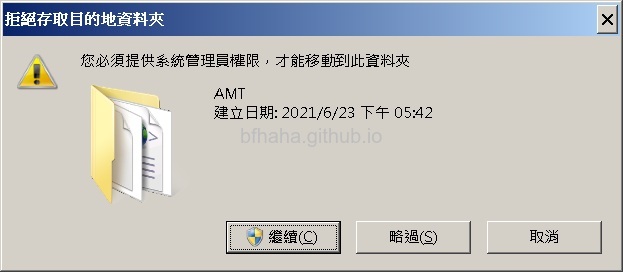 拒絕存取目的地資料夾
您必須提供系統管理員權限，才能移動到此資料夾
AMT
建立日期: 2021/6/23 下午 05:42
bfhaha.github.io
繼續(C)
略過(S)
取消